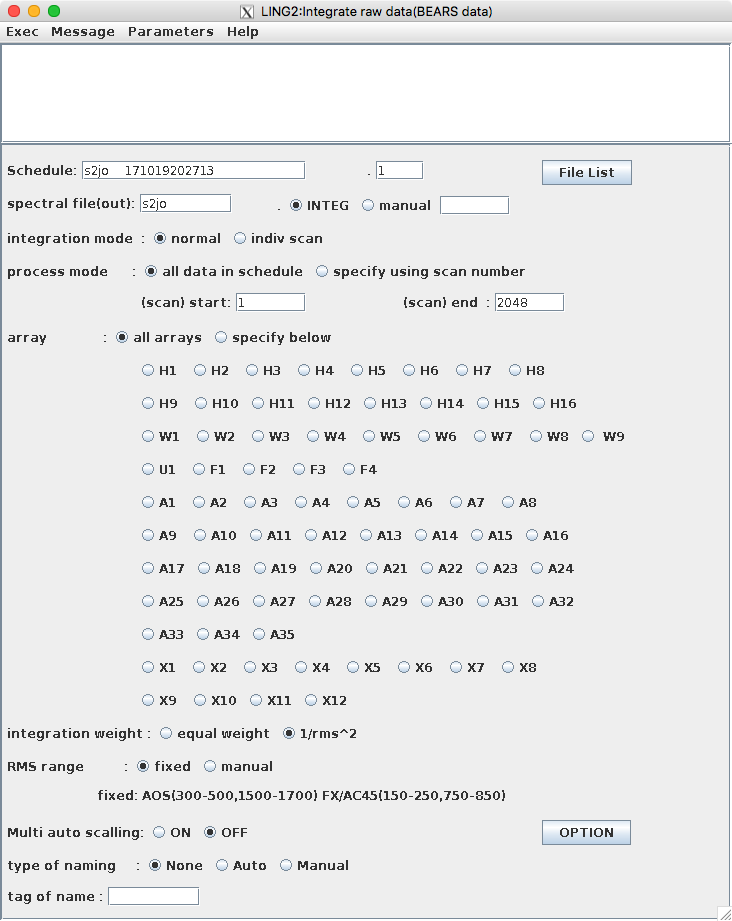 LING2:Integrate raw data(BEARS data)
Exec Message Parameters Help
Schedule: s2jo 171019202713 . 1 File List
spectral file(out): s2jo . INTEG manual
integration mode : normal indiv scan
process mode : all data in schedule specify using scan number
(scan) start: 1 (scan) end : 2048
array : all arrays specify below
H1 H2 H3 H4 H5 H6 H7 H8
H9 H10 H11 H12 H13 H14 H15 H16
W1 W2 W3 W4 W5 W6 W7 W8 W9
U1 F1 F2 F3 F4
A1 A2 A3 A4 A5 A6 A7 A8
A9 A10 A11 A12 A13 A14 A15 A16
A17 A18 A19 A20 A21 A22 A23 A24
A25 A26 A27 A28 A29 A30 A31 A32
A33 A34 A35
X1 X2 X3 X4 X5 X6 X7 X8
X9 X10 X11 X12
integration weight : equal weight 1/rms^2
RMS range : fixed manual
fixed: AOS(300-500,1500-1700) FX/AC45(150-250,750-850)
Multi auto scalling: ON OFF OPTION
type of naming : None Auto Manual
tag of name :